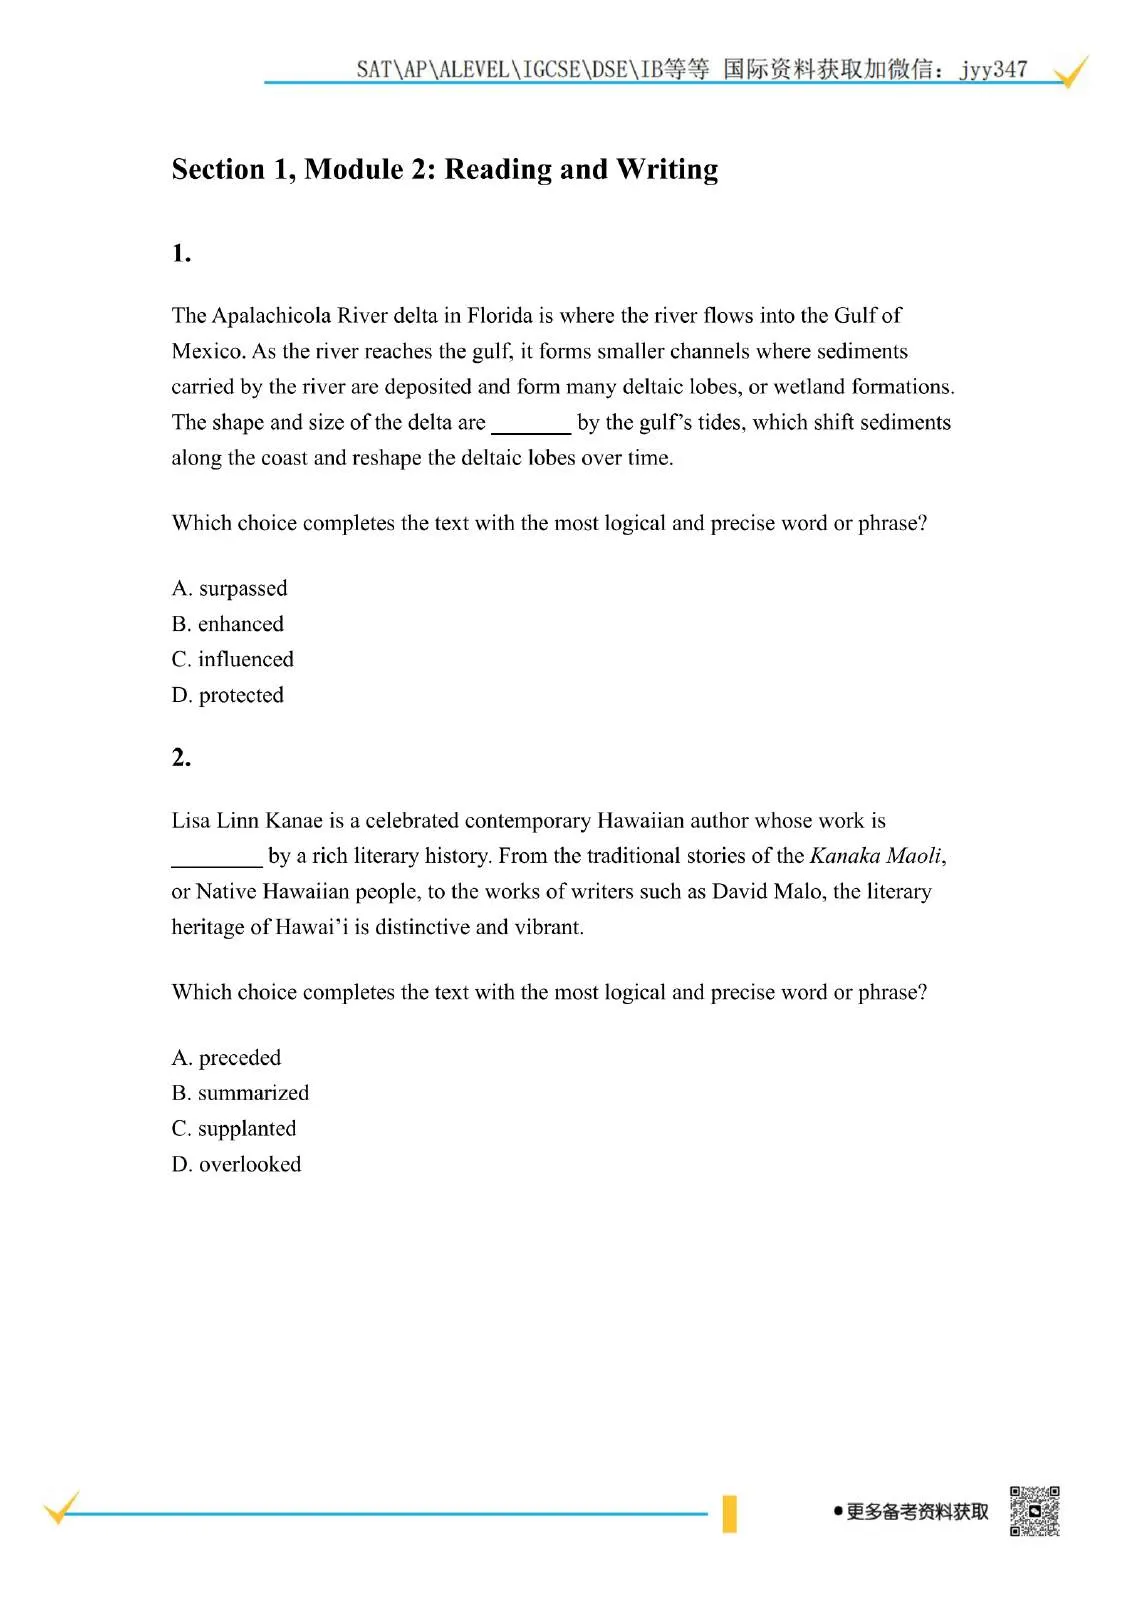 SAT\AP\ALEVEL\IGCSE\DSE\IB等等 国际资料获取加微信：jyy347
Section 1, Module 2: Reading and Writing
1.
The Apalachicola River delta in Florida is where the river flows into the Gulf of
Mexico. As the river reaches the gulf, it forms smaller channels where sediments
carried by the river are deposited and form many deltaic lobes, or wetland formations.
The shape and size of the delta are _______ by the gulf’s tides, which shift sediments
along the coast and reshape the deltaic lobes over time.
Which choice completes the text with the most logical and precise word or phrase?
A. surpassed
B. enhanced
C. influenced
D. protected
2.
Lisa Linn Kanae is a celebrated contemporary Hawaiian author whose work is
________ by a rich literary history. From the traditional stories of the Kanaka Maoli,
or Native Hawaiian people, to the works of writers such as David Malo, the literary
heritage of Hawai’i is distinctive and vibrant.
Which choice completes the text with the most logical and precise word or phrase?
A. preceded
B. summarized
C. supplanted
D. overlooked
•更多备考资料获取